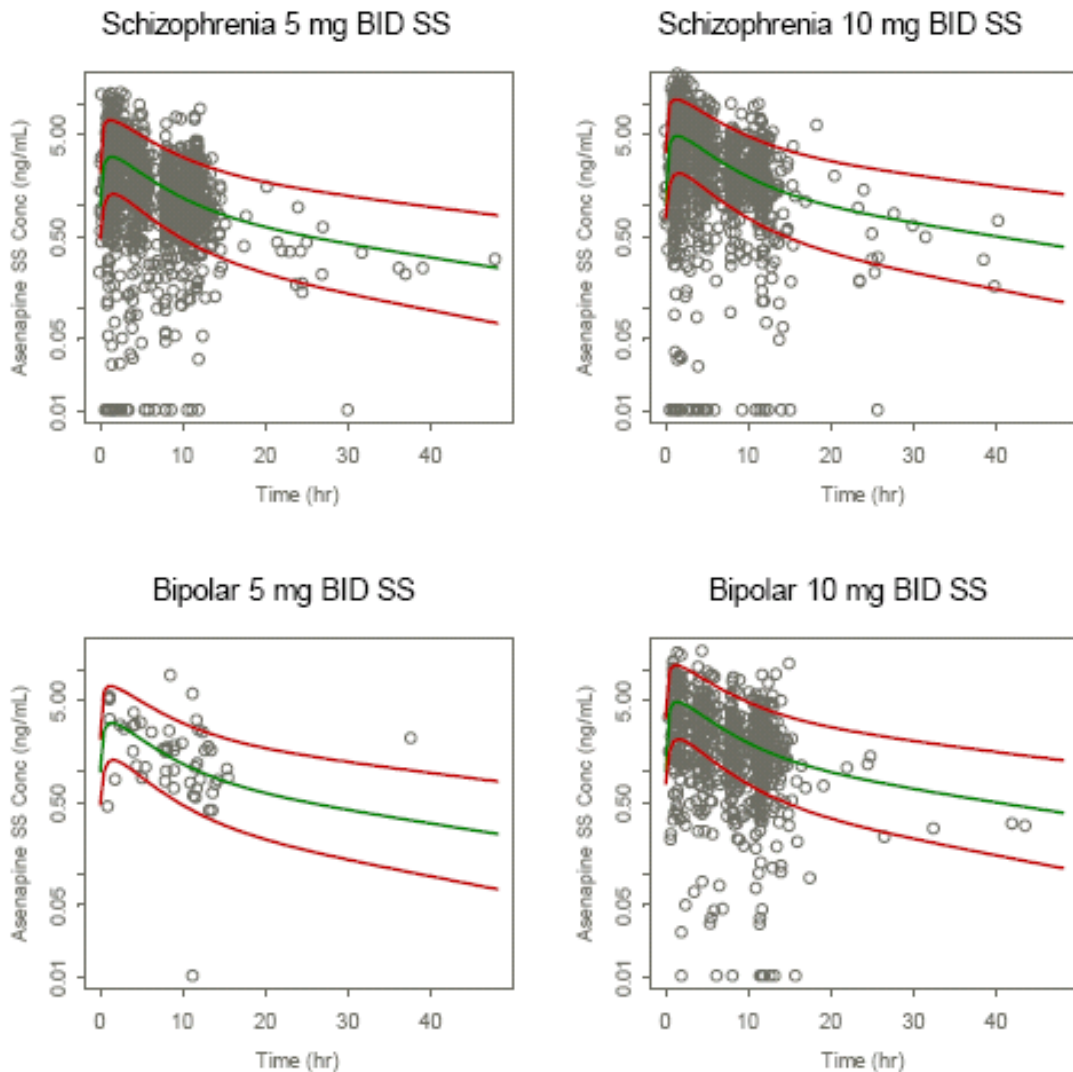 Schizophrenia 5 mg BID SS
Asenapine SS Conc (ng/mL)
5.00
0.50
0.05
0.01
0 10 20 30 40
Time (hr)
Schizophrenia 10 mg BID SS
Asenapine SS Conc (ng/mL)
5.00
0.50
0.05
0.01
0 10 20 30 40
Time (hr)
Bipolar 5 mg BID SS
Asenapine SS Conc (ng/mL)
5.00
0.50
0.05
0.01
0 10 20 30 40
Time (hr)
Bipolar 10 mg BID SS
Asenapine SS Conc (ng/mL)
5.00
0.50
0.05
0.01
0 10 20 30 40
Time (hr)